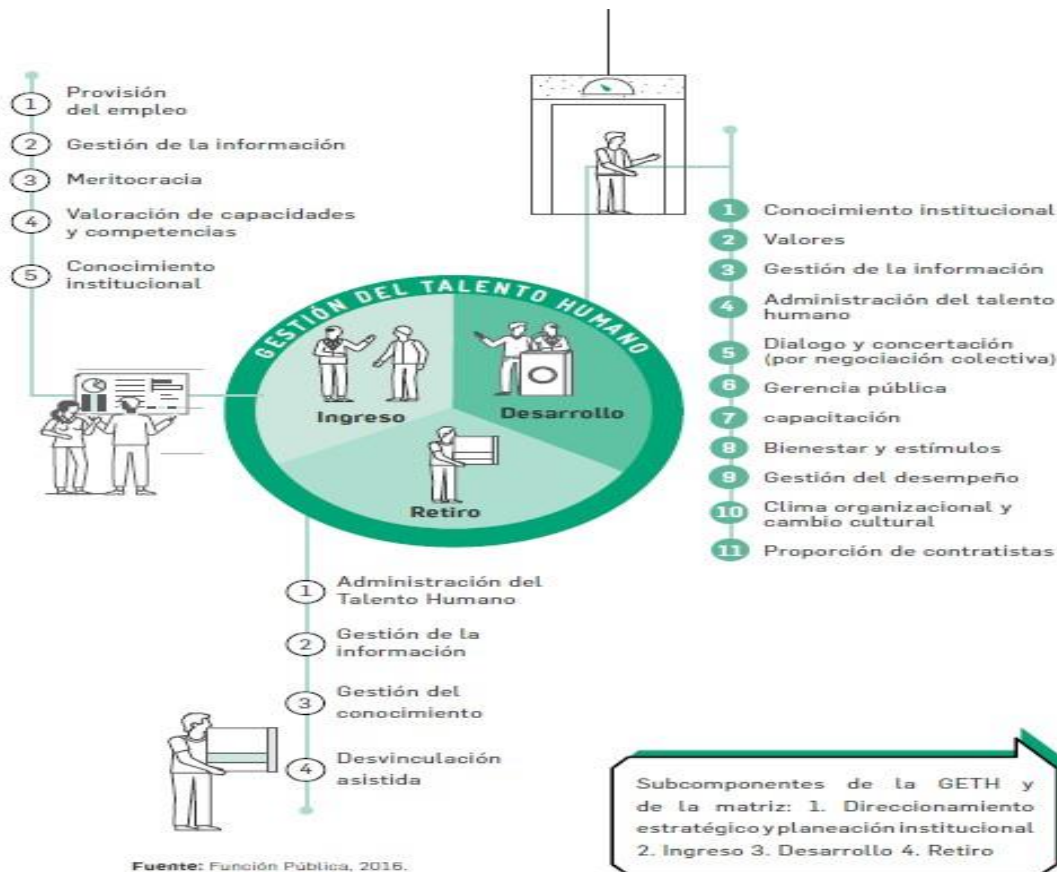 1 Provisión
del empleo
2 Gestión de la información
3 Meritocracia
4 Valoración de capacidades
y competencias
5 Conocimiento
institucional
GESTIÓN DEL TALENTO HUMANO
Ingreso
Desarrollo
Retiro
1 Conocimiento institucional
2 Valores
3 Gestión de la información
4 Administración del talento
humano
5 Dialogo y concertación
(por negociación colectiva)
6 Gerencia pública
7 capacitación
8 Bienestar y estímulos
9 Gestión del desempeño
10 Clima organizacional y
cambio cultural
11 Proporción de contratistas
1 Administración del
Talento Humano
2 Gestión de la
información
3 Gestión del
conocimiento
4 Desvinculación
asistida
Subcomponentes de la GETH y
de la matriz: 1. Direccionamiento
estratégico y planeación institucional
2. Ingreso 3. Desarrollo 4. Retiro
Fuente: Función Pública, 2016.